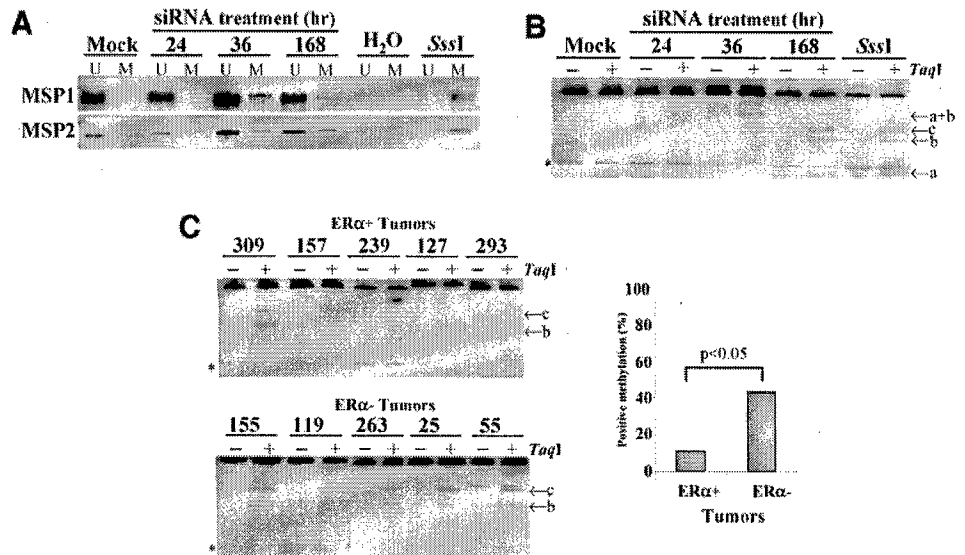 A
siRNA treatment (hr)
Mock 24 36 168 H₂O SssI
U M U M U M U M U M U M
MSP1
MSP2
B
siRNA treatment (hr)
Mock 24 36 168 SssI
– + – + – + – + – + TaqI
←a+b
←c
←b
*
←a
C
ERα+ Tumors
309 157 239 127 293
– + – + – + – + – + TaqI
←c
←b
*
ERα- Tumors
155 119 263 25 55
– + – + – + – + – + TaqI
←c
←b
*
Positive methylation (%)
100
80
60
40
20
0
p<0.05
ERα+ ERα-
Tumors